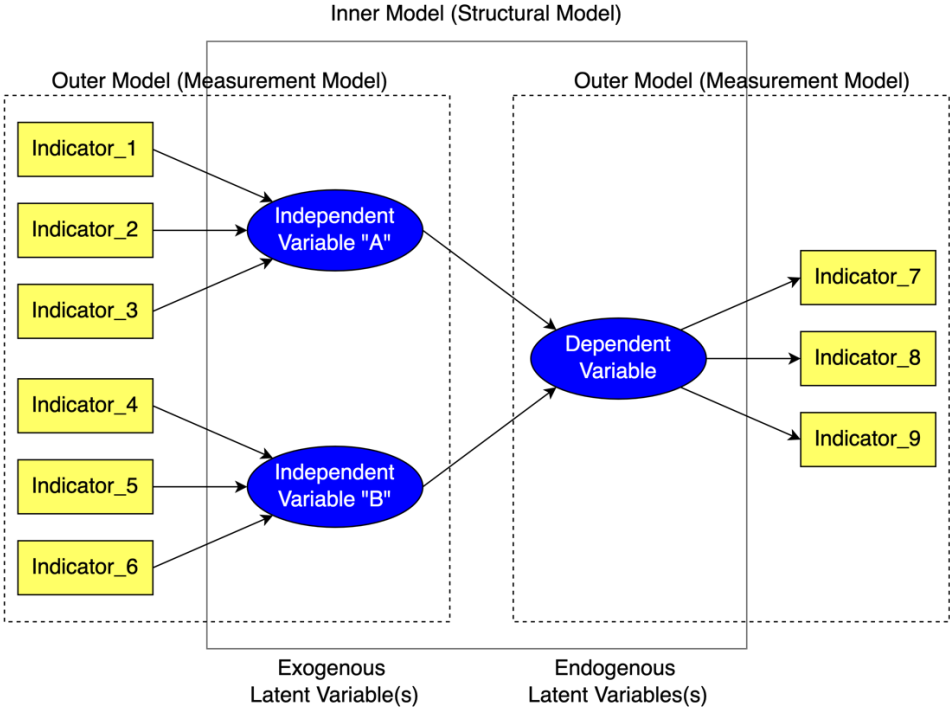 Inner Model (Structural Model)
Outer Model (Measurement Model)
Outer Model (Measurement Model)
Indicator_1
Indicator_2
Indicator_3
Independent
Variable "A"
Indicator_4
Indicator_5
Indicator_6
Independent
Variable "B"
Dependent
Variable
Indicator_7
Indicator_8
Indicator_9
Exogenous
Latent Variable(s)
Endogenous
Latent Variables(s)